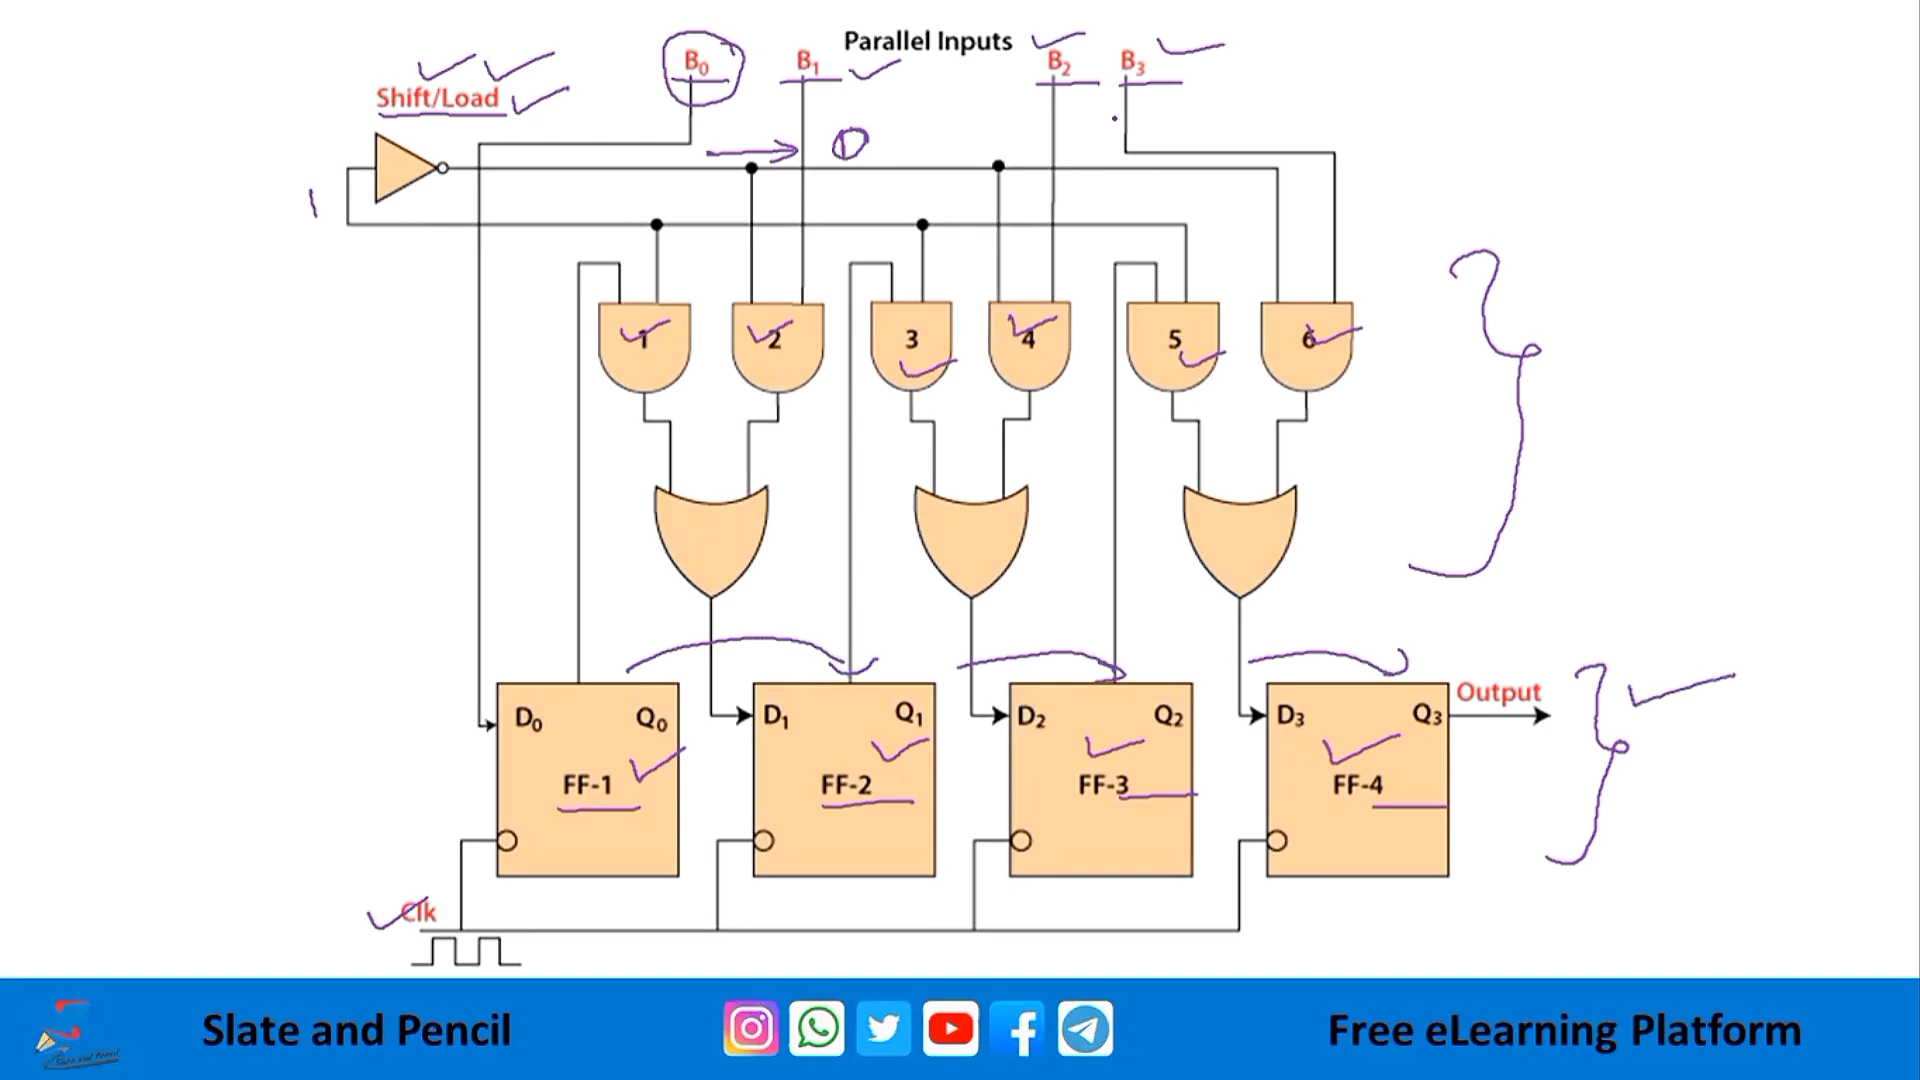 Parallel Inputs
B₀ B₁ B₂ B₃
Shift/Load
0
1
1 2 3 4 5 6
Output
D₀ Q₀ D₁ Q₁ D₂ Q₂ D₃ Q₃
FF-1 FF-2 FF-3 FF-4
Clk
Slate and Pencil
Free eLearning Platform